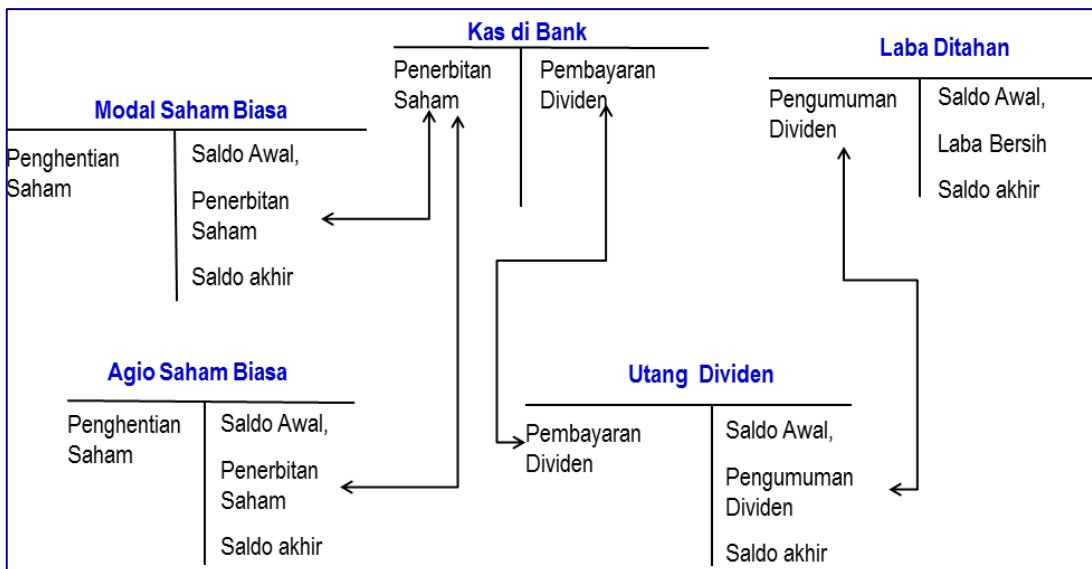 Kas di Bank
Penerbitan
Saham
Pembayaran
Dividen
Laba Ditahan
Pengumuman
Dividen
Saldo Awal,
Laba Bersih
Saldo akhir
Modal Saham Biasa
Penghentian
Saham
Saldo Awal,
Penerbitan
Saham
Saldo akhir
Agio Saham Biasa
Penghentian
Saham
Saldo Awal,
Penerbitan
Saham
Saldo akhir
Utang Dividen
Pembayaran
Dividen
Saldo Awal,
Pengumuman
Dividen
Saldo akhir